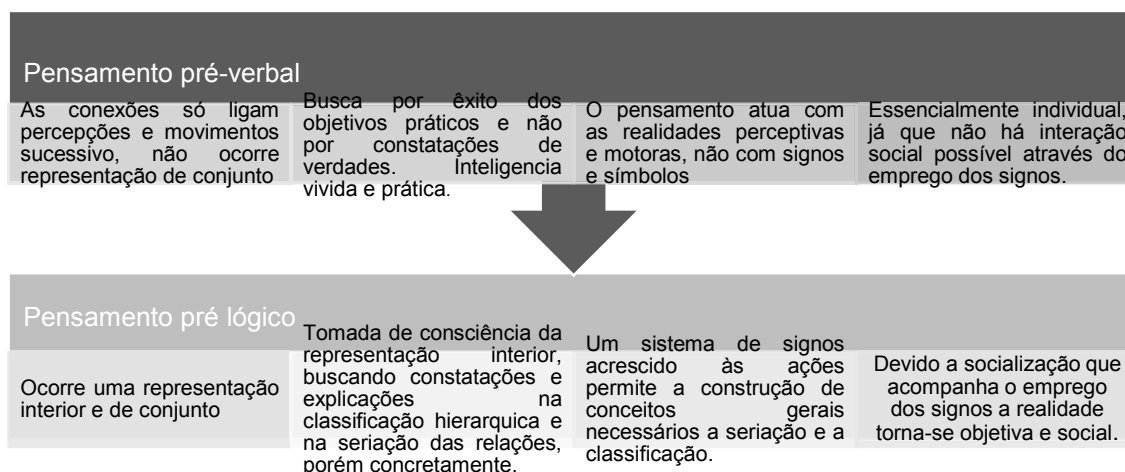 Pensamento pré-verbal
As conexões só ligam
percepções e movimentos
sucessivo, não ocorre
representação de conjunto
Busca por êxito dos
objetivos práticos e não
por constatações de
verdades. Inteligencia
vivida e prática.
O pensamento atua com
as realidades perceptivas
e motoras, não com signos
e símbolos
Essencialmente individual,
já que não há interação
social possível através do
emprego dos signos.
Pensamento pré lógico
Ocorre uma representação
interior e de conjunto
Tomada de consciência da
representação interior,
buscando constatações e
explicações na
classificação hierarquica e
na seriação das relações,
porém concretamente.
Um sistema de signos
acrescido às ações
permite a construção de
conceitos gerais
necessários a seriação e a
classificação.
Devido a socialização que
acompanha o emprego
dos signos a realidade
torna-se objetiva e social.